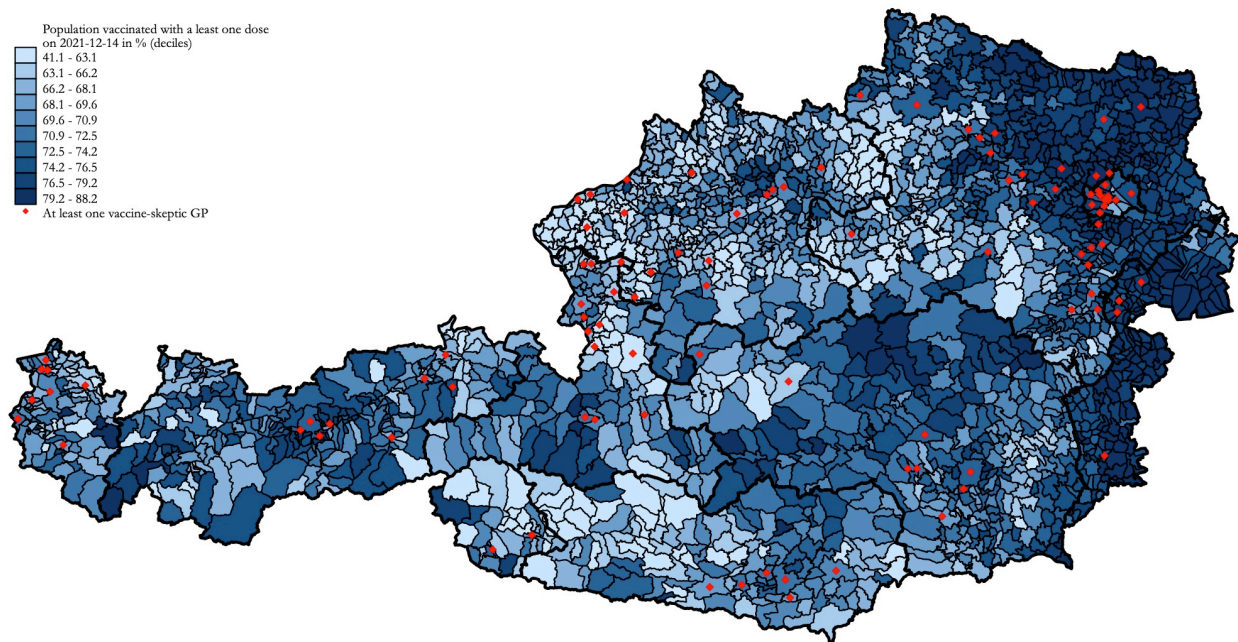 Population vaccinated with a least one dose
on 2021-12-14 in % (deciles)
41.1 - 63.1
63.1 - 66.2
66.2 - 68.1
68.1 - 69.6
69.6 - 70.9
70.9 - 72.5
72.5 - 74.2
74.2 - 76.5
76.5 - 79.2
79.2 - 88.2
At least one vaccine-skeptic GP